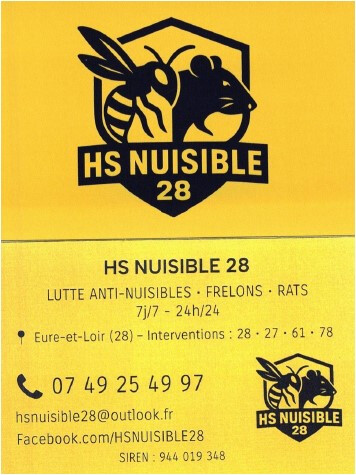 HS NUISIBLE
28
HS NUISIBLE 28
LUTTE ANTI-NUISIBLES • FRELONS • RATS
7j/7 - 24h/24
Eure-et-Loir (28) – Interventions : 28 • 27 • 61 • 78
07 49 25 49 97
hsnuisible28@outlook.fr
Facebook.com/HSNUISIBLE28
HS NUISIBLE
28
SIREN : 944 019 348